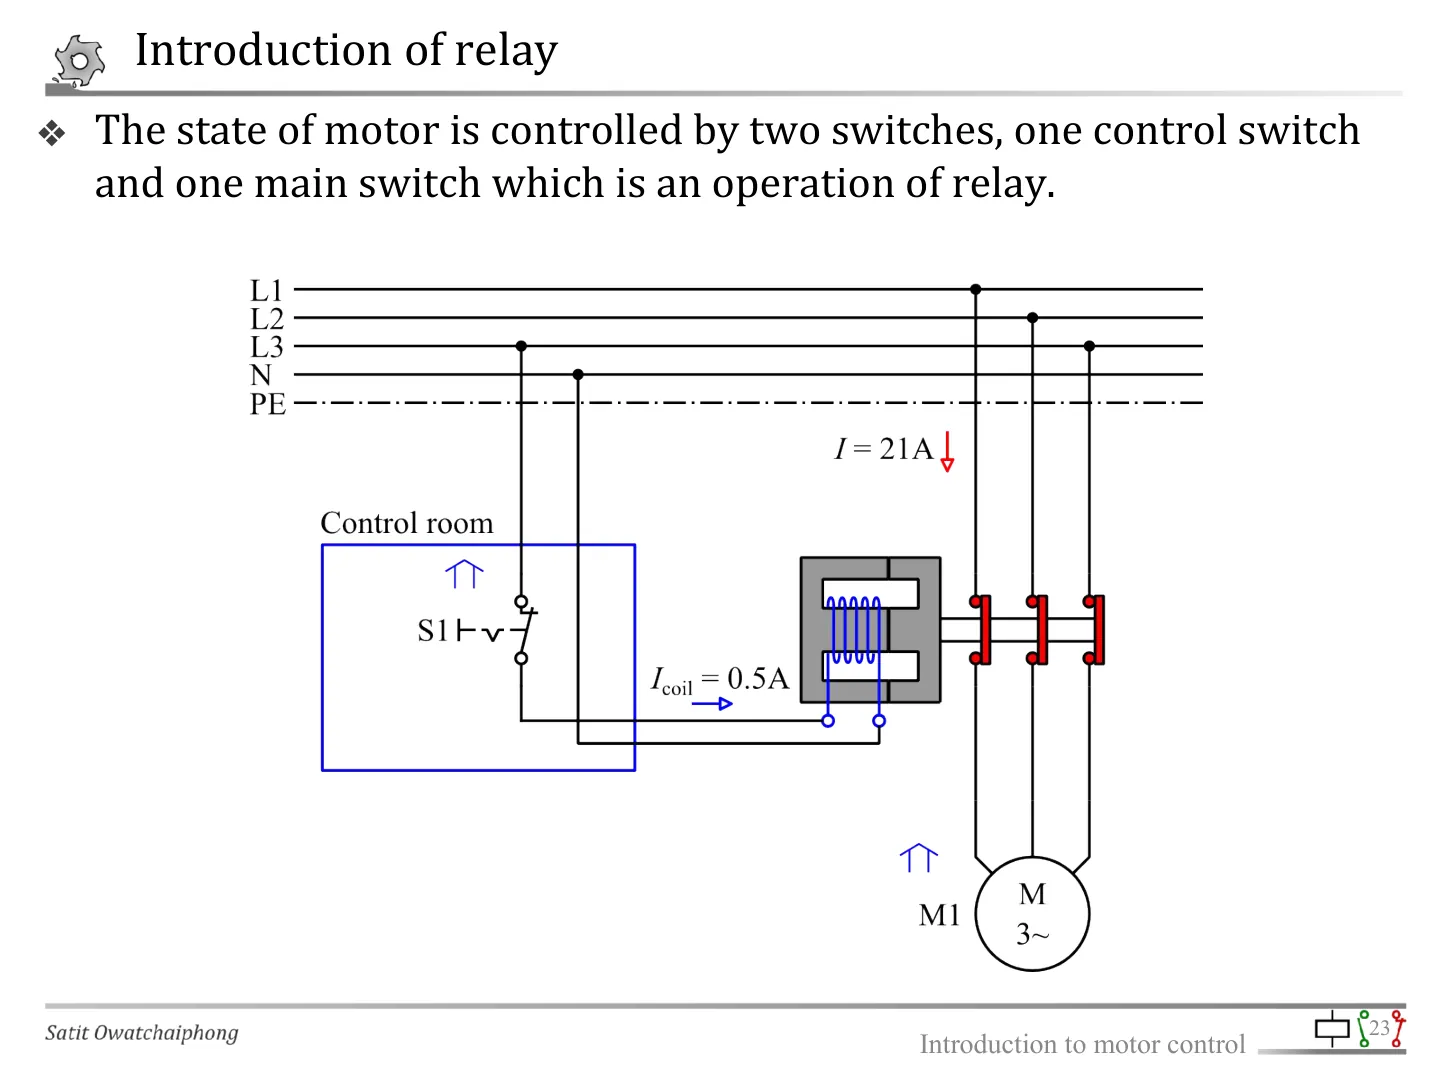 Introduction of relay
❖ The state of motor is controlled by two switches, one control switch
and one main switch which is an operation of relay.
L1
L2
L3
N
PE
I = 21A
Control room
S1
Icoil = 0.5A
M
3~
M1
Satit Owatchaiphong
Introduction to motor control
23